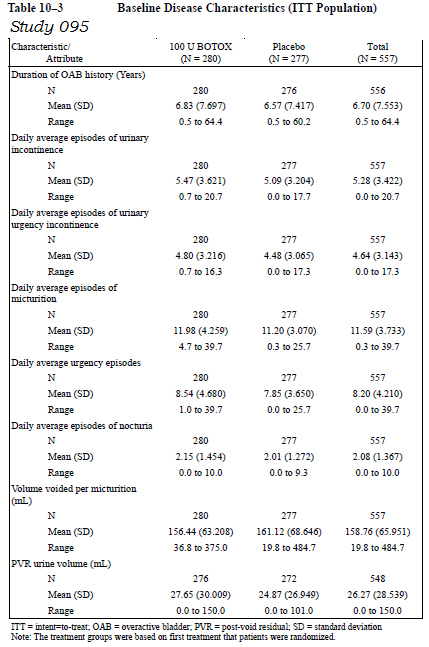 Table 10–3 Baseline Disease Characteristics (ITT Population)
Study 095
Characteristic/ 100 U BOTOX Placebo Total
Attribute (N = 280) (N = 277) (N = 557)
Duration of OAB history (Years)
N 280 276 556
Mean (SD) 6.83 (7.697) 6.57 (7.417) 6.70 (7.553)
Range 0.5 to 64.4 0.5 to 60.2 0.5 to 64.4
Daily average episodes of urinary
incontinence
N 280 277 557
Mean (SD) 5.47 (3.621) 5.09 (3.204) 5.28 (3.422)
Range 0.7 to 20.7 0.0 to 17.7 0.0 to 20.7
Daily average episodes of urinary
urgency incontinence
N 280 277 557
Mean (SD) 4.80 (3.216) 4.48 (3.065) 4.64 (3.143)
Range 0.7 to 16.3 0.0 to 17.3 0.0 to 17.3
Daily average episodes of
micturition
N 280 277 557
Mean (SD) 11.98 (4.259) 11.20 (3.070) 11.59 (3.733)
Range 4.7 to 39.7 0.3 to 25.7 0.3 to 39.7
Daily average urgency episodes
N 280 277 557
Mean (SD) 8.54 (4.680) 7.85 (3.650) 8.20 (4.210)
Range 1.0 to 39.7 0.0 to 25.7 0.0 to 39.7
Daily average episodes of nocturia
N 280 277 557
Mean (SD) 2.15 (1.454) 2.01 (1.272) 2.08 (1.367)
Range 0.0 to 10.0 0.0 to 9.3 0.0 to 10.0
Volume voided per micturition
(mL)
N 280 277 557
Mean (SD) 156.44 (63.208) 161.12 (68.646) 158.76 (65.951)
Range 36.8 to 375.0 19.8 to 484.7 19.8 to 484.7
PVR urine volume (mL)
N 276 272 548
Mean (SD) 27.65 (30.009) 24.87 (26.949) 26.27 (28.539)
Range 0.0 to 150.0 0.0 to 101.0 0.0 to 150.0
ITT = intent=to-treat; OAB = overactive bladder; PVR = post-void residual; SD = standard deviation
Note: The treatment groups were based on first treatment that patients were randomized.